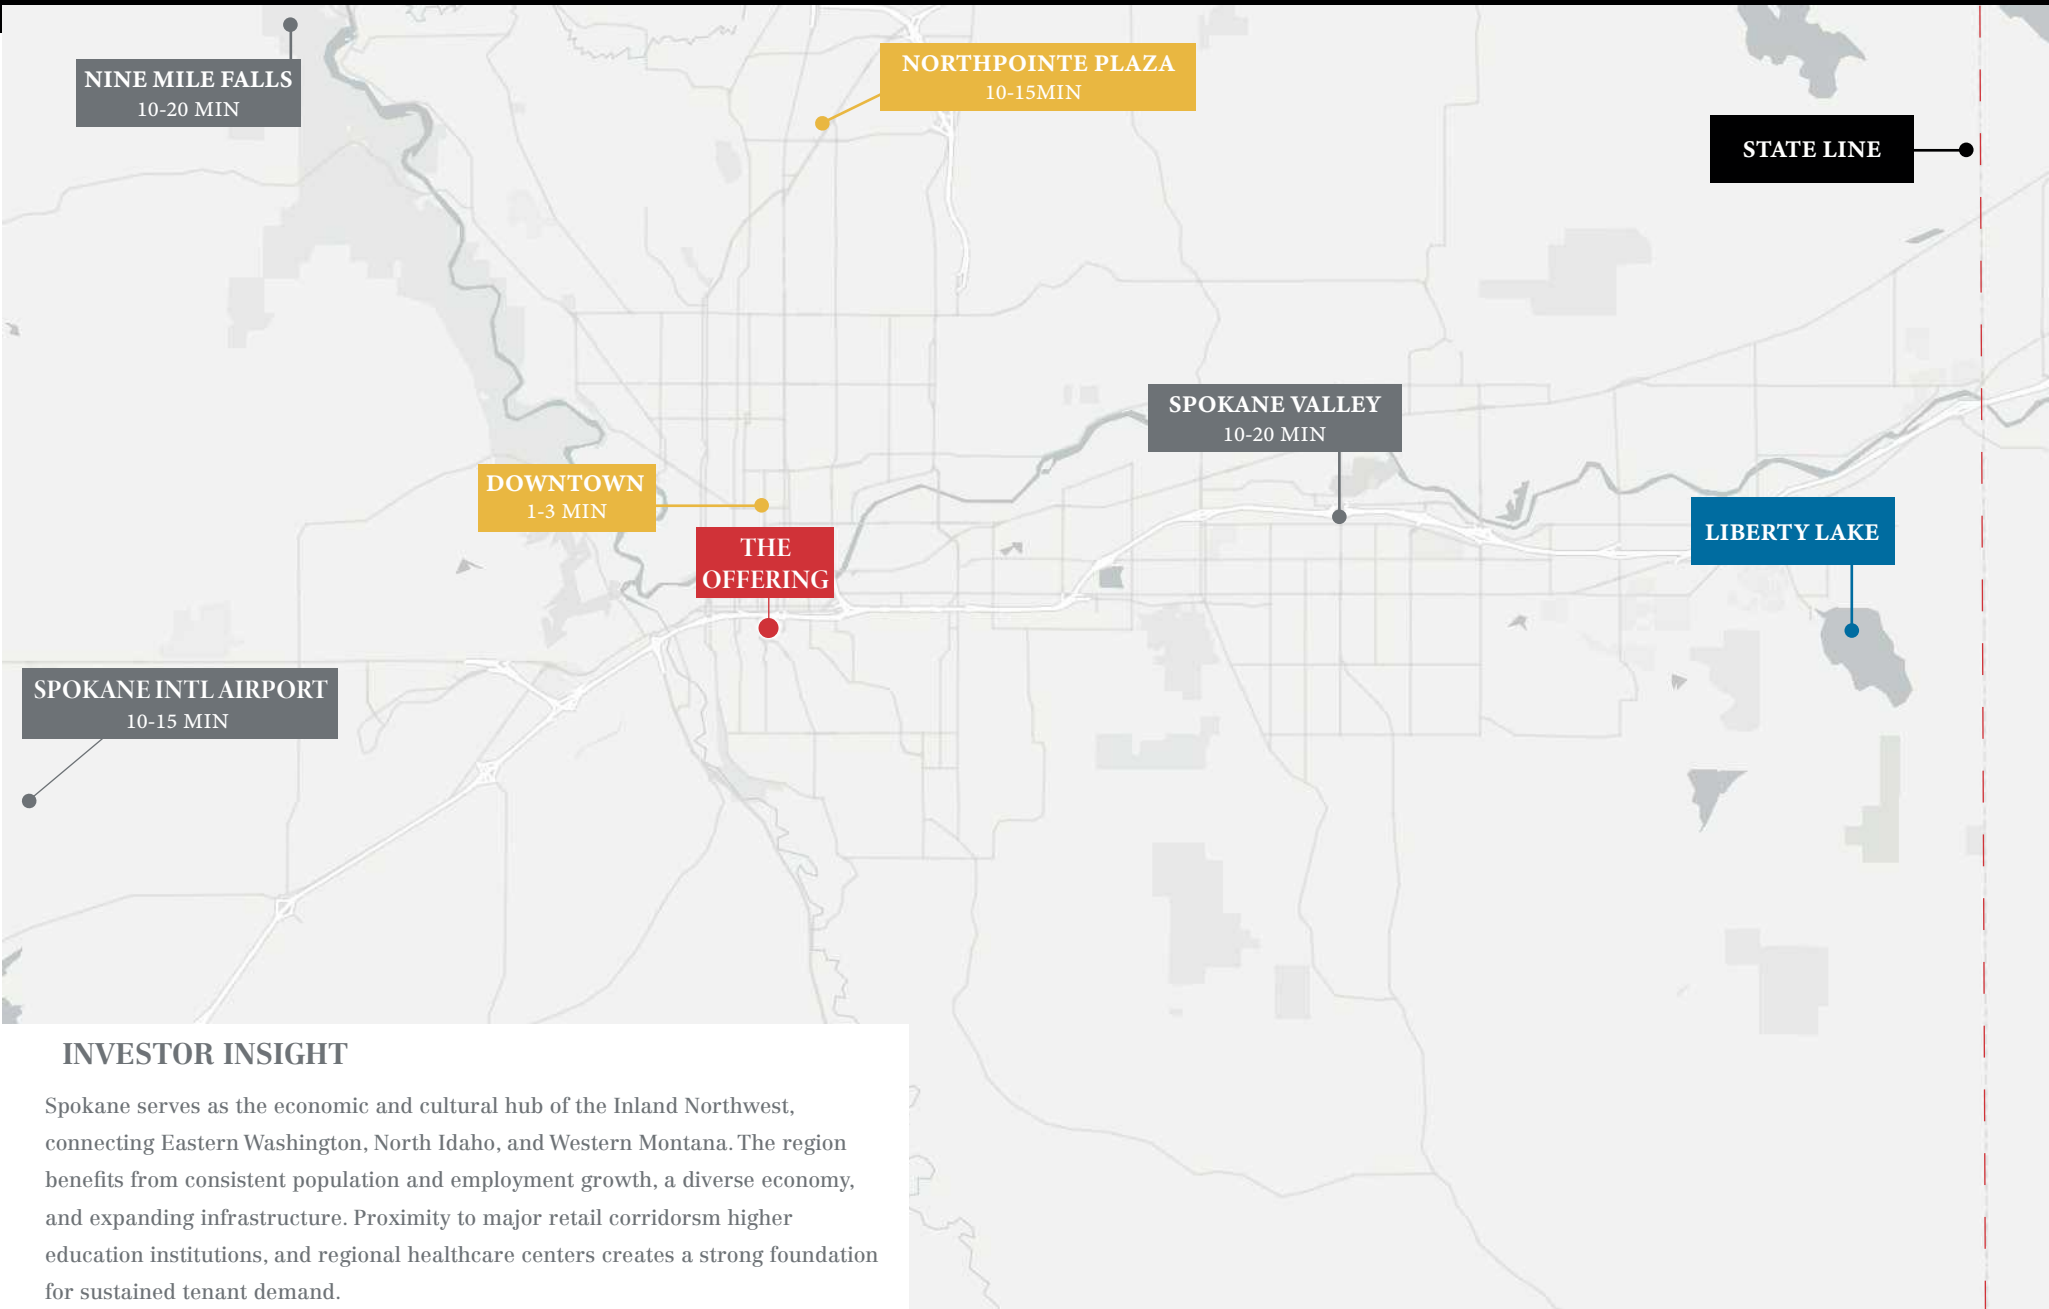 NINE MILE FALLS
10-20 MIN
NORTHPOINTE PLAZA
10-15MIN
STATE LINE
SPOKANE VALLEY
10-20 MIN
DOWNTOWN
1-3 MIN
THE
OFFERING
LIBERTY LAKE
SPOKANE INTL AIRPORT
10-15 MIN
INVESTOR INSIGHT
Spokane serves as the economic and cultural hub of the Inland Northwest,
connecting Eastern Washington, North Idaho, and Western Montana. The region
benefits from consistent population and employment growth, a diverse economy,
and expanding infrastructure. Proximity to major retail corridorsm higher
education institutions, and regional healthcare centers creates a strong foundation
for sustained tenant demand.